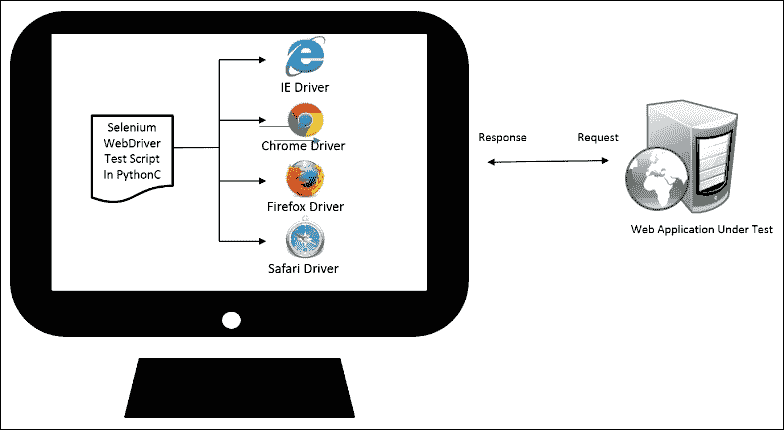 Selenium
WebDriver
Test Script
In PythonC
IE Driver
Chrome Driver
Firefox Driver
Safari Driver
Response
Request
Web Application Under Test